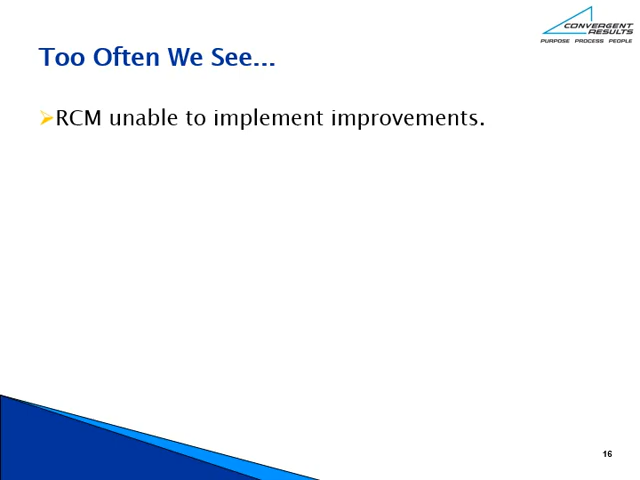 CONVERGENT
RESULTS
PURPOSE PROCESS PEOPLE
Too Often We See...
RCM unable to implement improvements.
16